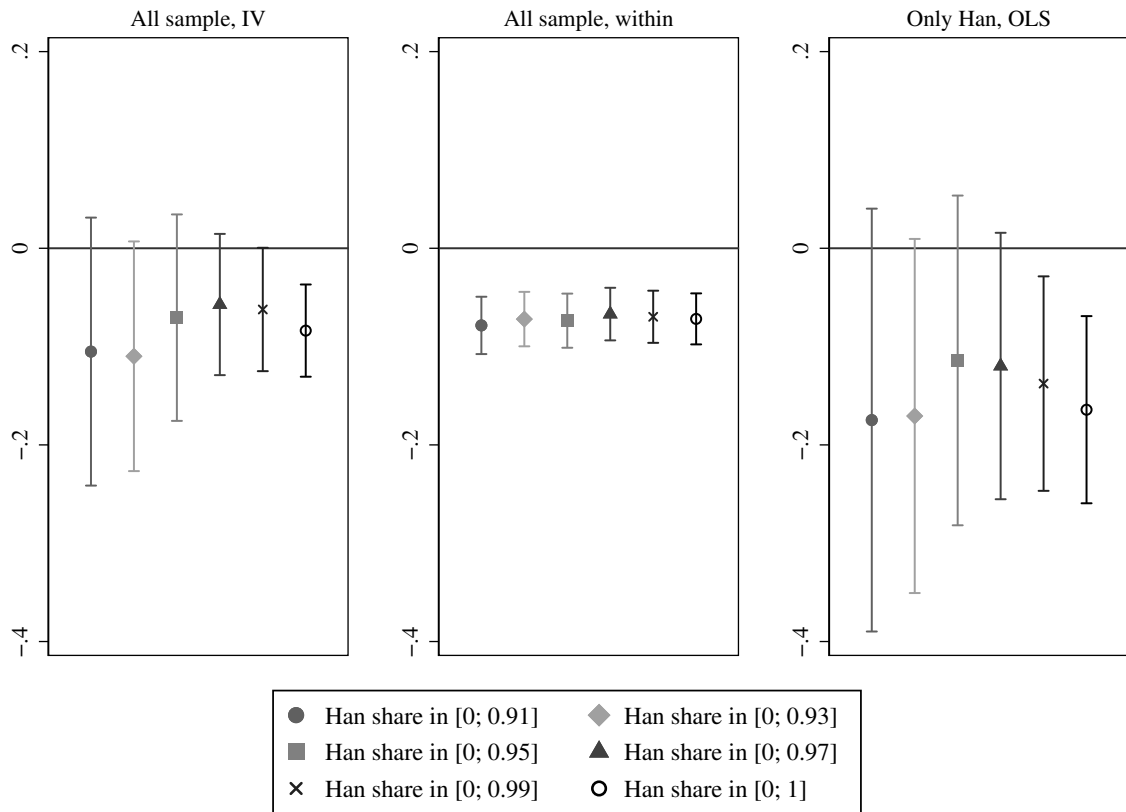 All sample, IV
All sample, within
Only Han, OLS
.2
0
−.2
−.4
.2
0
−.2
−.4
.2
0
−.2
−.4
Han share in [0; 0.91]
Han share in [0; 0.93]
Han share in [0; 0.95]
Han share in [0; 0.97]
Han share in [0; 0.99]
Han share in [0; 1]